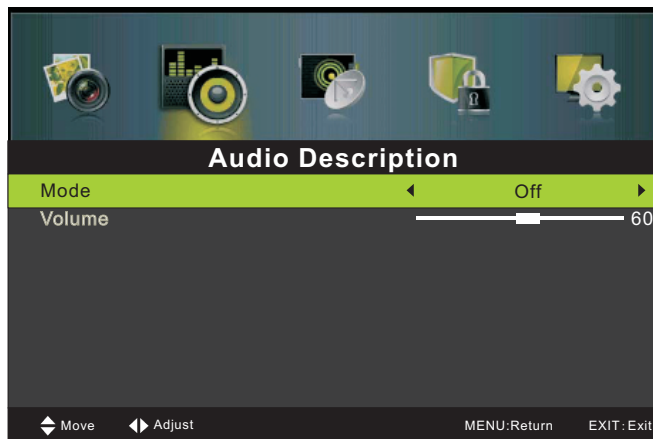 Audio Description
Mode Off
Volume 60
Move Adjust MENU:Return EXIT:Exit